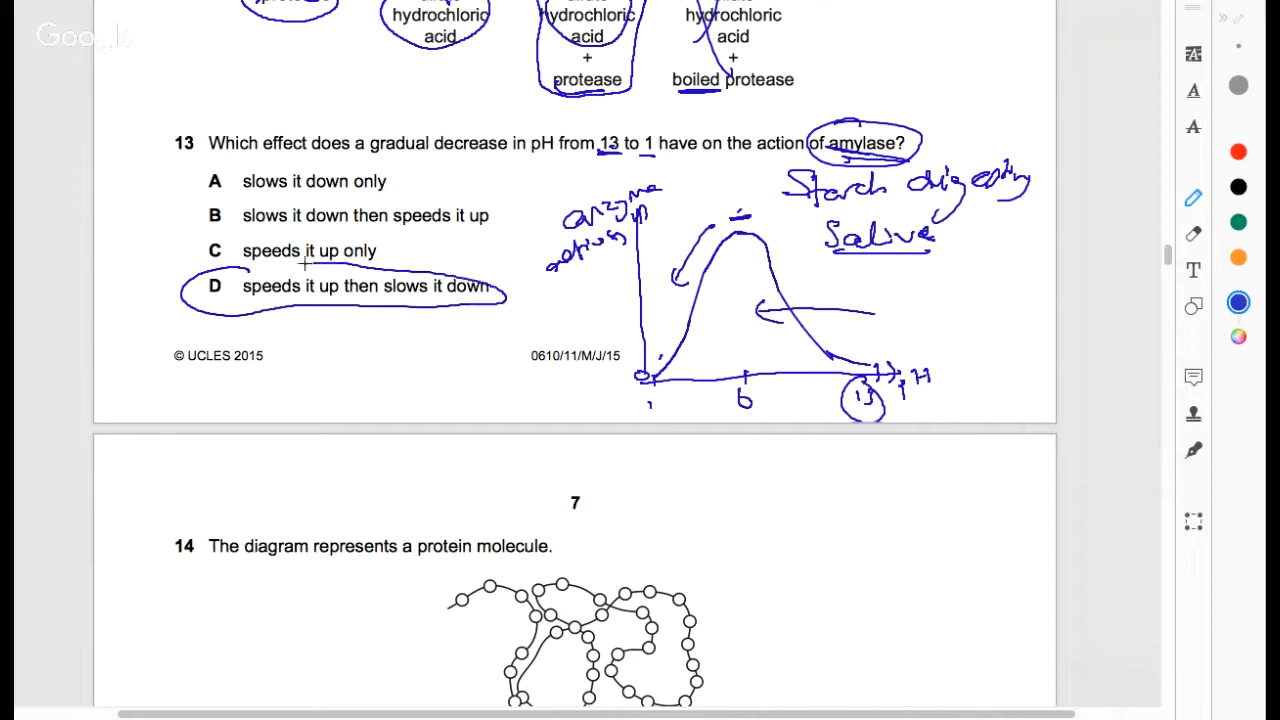 Google
hydrochloric hydrochloric hydrochloric
acid acid acid
+ +
protease boiled protease
13 Which effect does a gradual decrease in pH from 13 to 1 have on the action of amylase?
A slows it down only
B slows it down then speeds it up
C speeds it up only
D speeds it up then slows it down
Starch digesting
Saliva
enzyme
© UCLES 2015 0610/11/M/J/15
0 6 13 pH
7
14 The diagram represents a protein molecule.